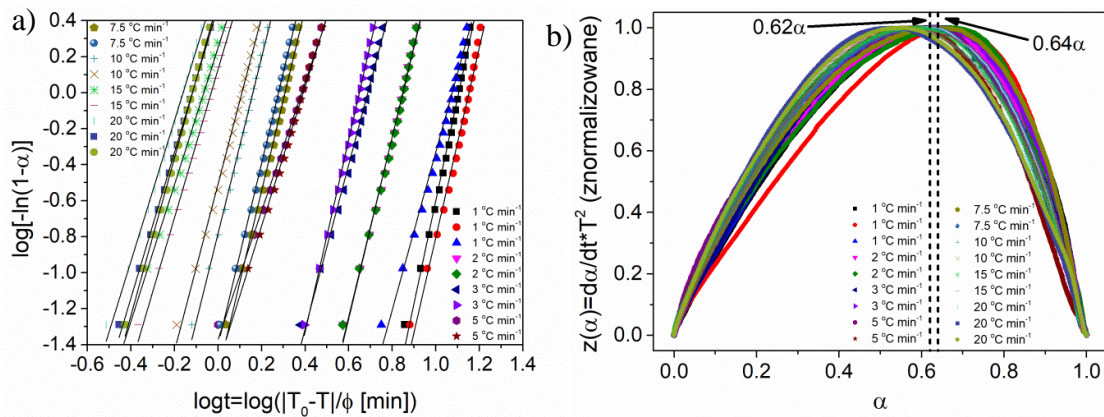 a)
log[-ln(1-α)]
0.4
0.2
0.0
-0.2
-0.4
-0.6
-0.8
-1.0
-1.2
-1.4
-0.6 -0.4 -0.2 0.0 0.2 0.4 0.6 0.8 1.0 1.2 1.4
logt=log(|T₀-T|/ϕ [min])
7.5 °C min⁻¹
7.5 °C min⁻¹
10 °C min⁻¹
10 °C min⁻¹
15 °C min⁻¹
15 °C min⁻¹
20 °C min⁻¹
20 °C min⁻¹
20 °C min⁻¹
1 °C min⁻¹
1 °C min⁻¹
1 °C min⁻¹
2 °C min⁻¹
2 °C min⁻¹
3 °C min⁻¹
3 °C min⁻¹
5 °C min⁻¹
5 °C min⁻¹
b)
z(α)=dα/dt*T² (znormalizowane)
1.0
0.8
0.6
0.4
0.2
0.0
0.0 0.2 0.4 0.6 0.8 1.0
α
0.62α
0.64α
1 °C min⁻¹
1 °C min⁻¹
1 °C min⁻¹
2 °C min⁻¹
2 °C min⁻¹
3 °C min⁻¹
3 °C min⁻¹
5 °C min⁻¹
5 °C min⁻¹
7.5 °C min⁻¹
7.5 °C min⁻¹
10 °C min⁻¹
10 °C min⁻¹
15 °C min⁻¹
15 °C min⁻¹
20 °C min⁻¹
20 °C min⁻¹
20 °C min⁻¹